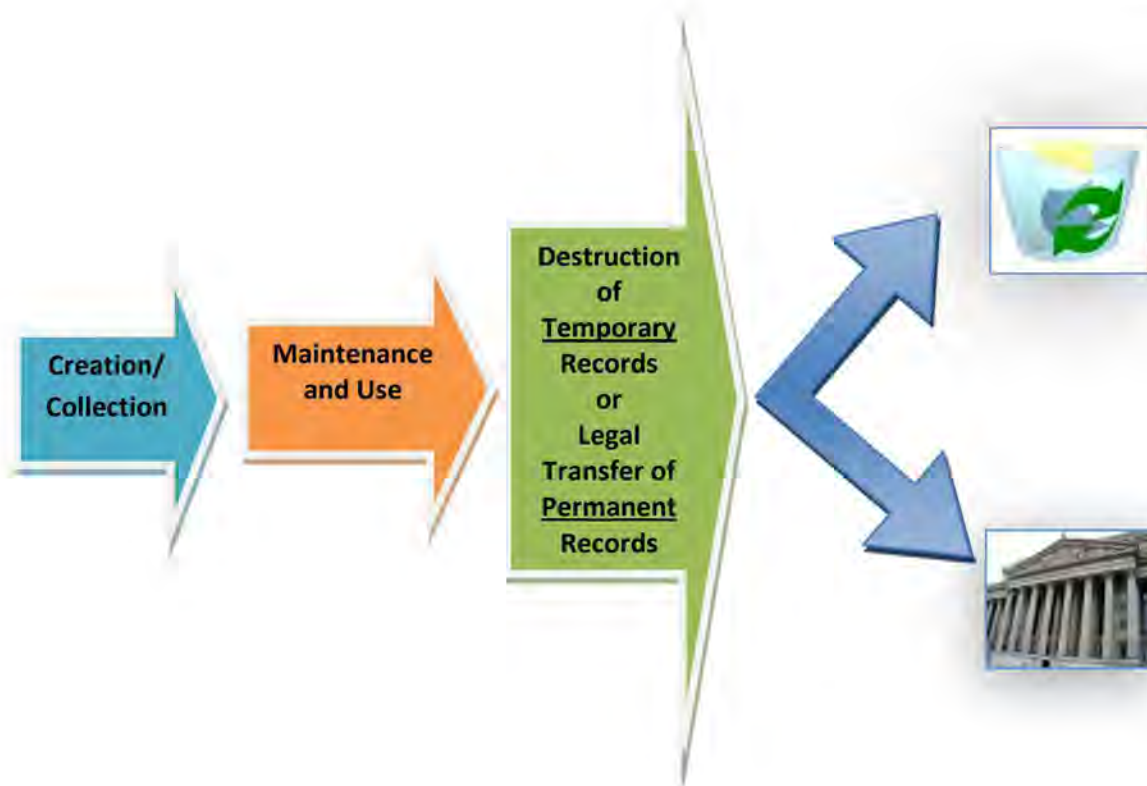 Creation/
Collection
Maintenance
and Use
Destruction
of
Temporary
Records
or
Legal
Transfer of
Permanent
Records